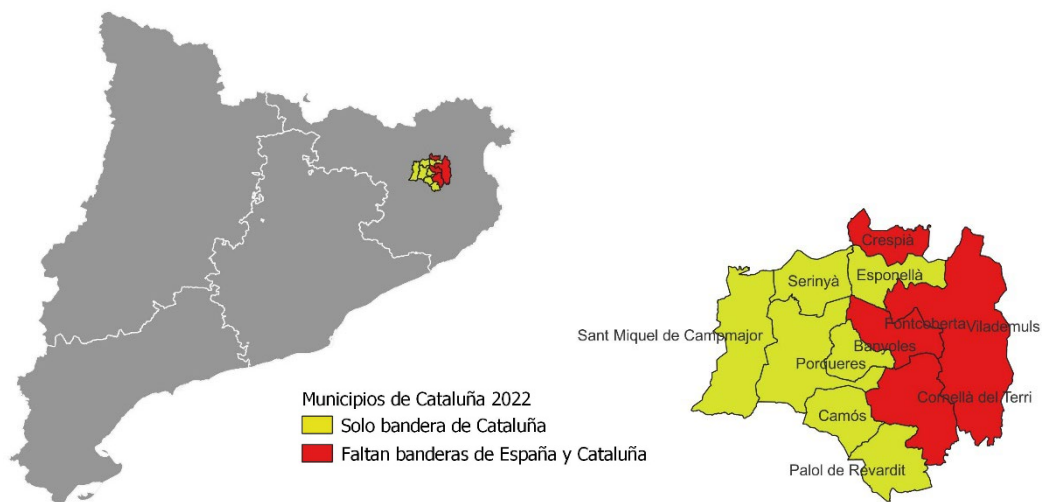 Crespià
Serinyà
Esponellà
Sant Miquel de Campmajor
Fontcoberta
Vilademuls
Banyoles
Porqueres
Cornellà del Terri
Camós
Palol de Revardit
Municipios de Cataluña 2022
Solo bandera de Cataluña
Faltan banderas de España y Cataluña